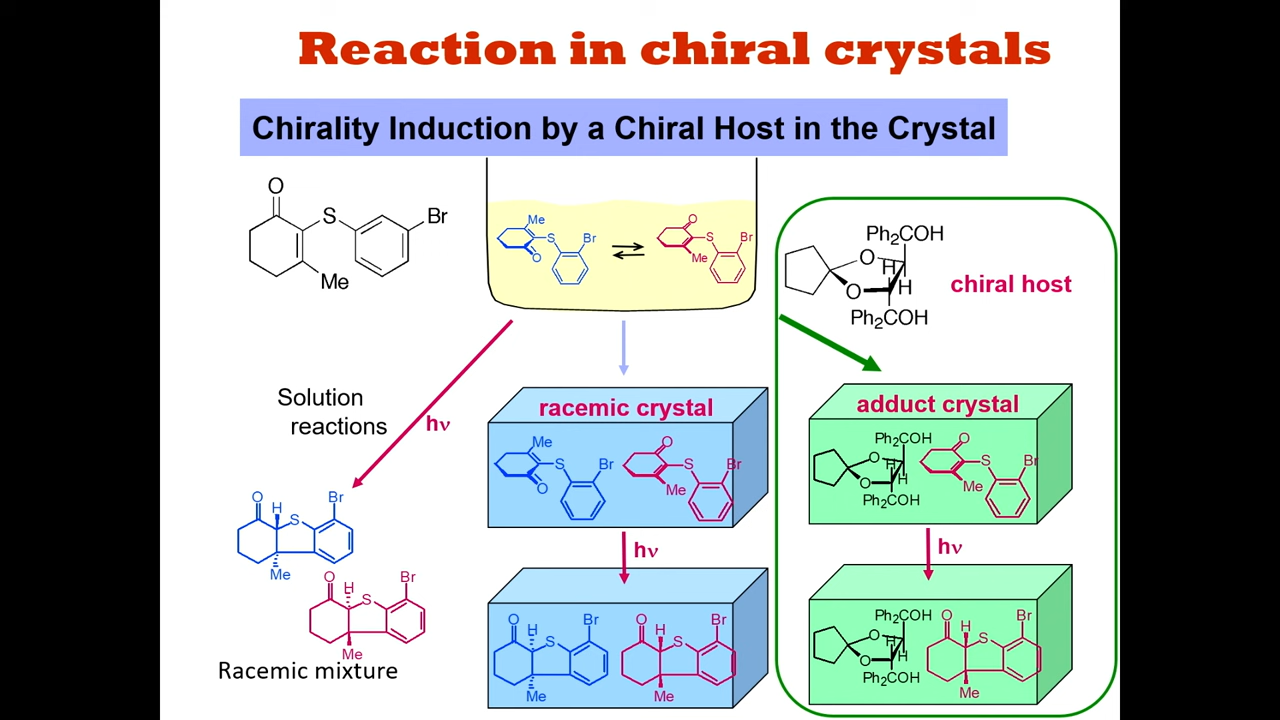 Reaction in chiral crystals
Chirality Induction by a Chiral Host in the Crystal
O
S
Br
Me
Me
S
Br
O
O
S
Br
Me
Ph₂COH
O
H
H
O
Ph₂COH
chiral host
Solution
reactions
hν
racemic crystal
Me
S
Br
O
O
S
Br
Me
adduct crystal
Ph₂COH
O
H
H
O
Ph₂COH
O
S
Br
Me
hν
hν
O
H
S
Br
Me
O
H
S
Br
Me
Racemic mixture
O
H
S
Br
Me
O
H
S
Br
Me
Ph₂COH
O
H
H
O
Ph₂COH
O
H
S
Br
Me